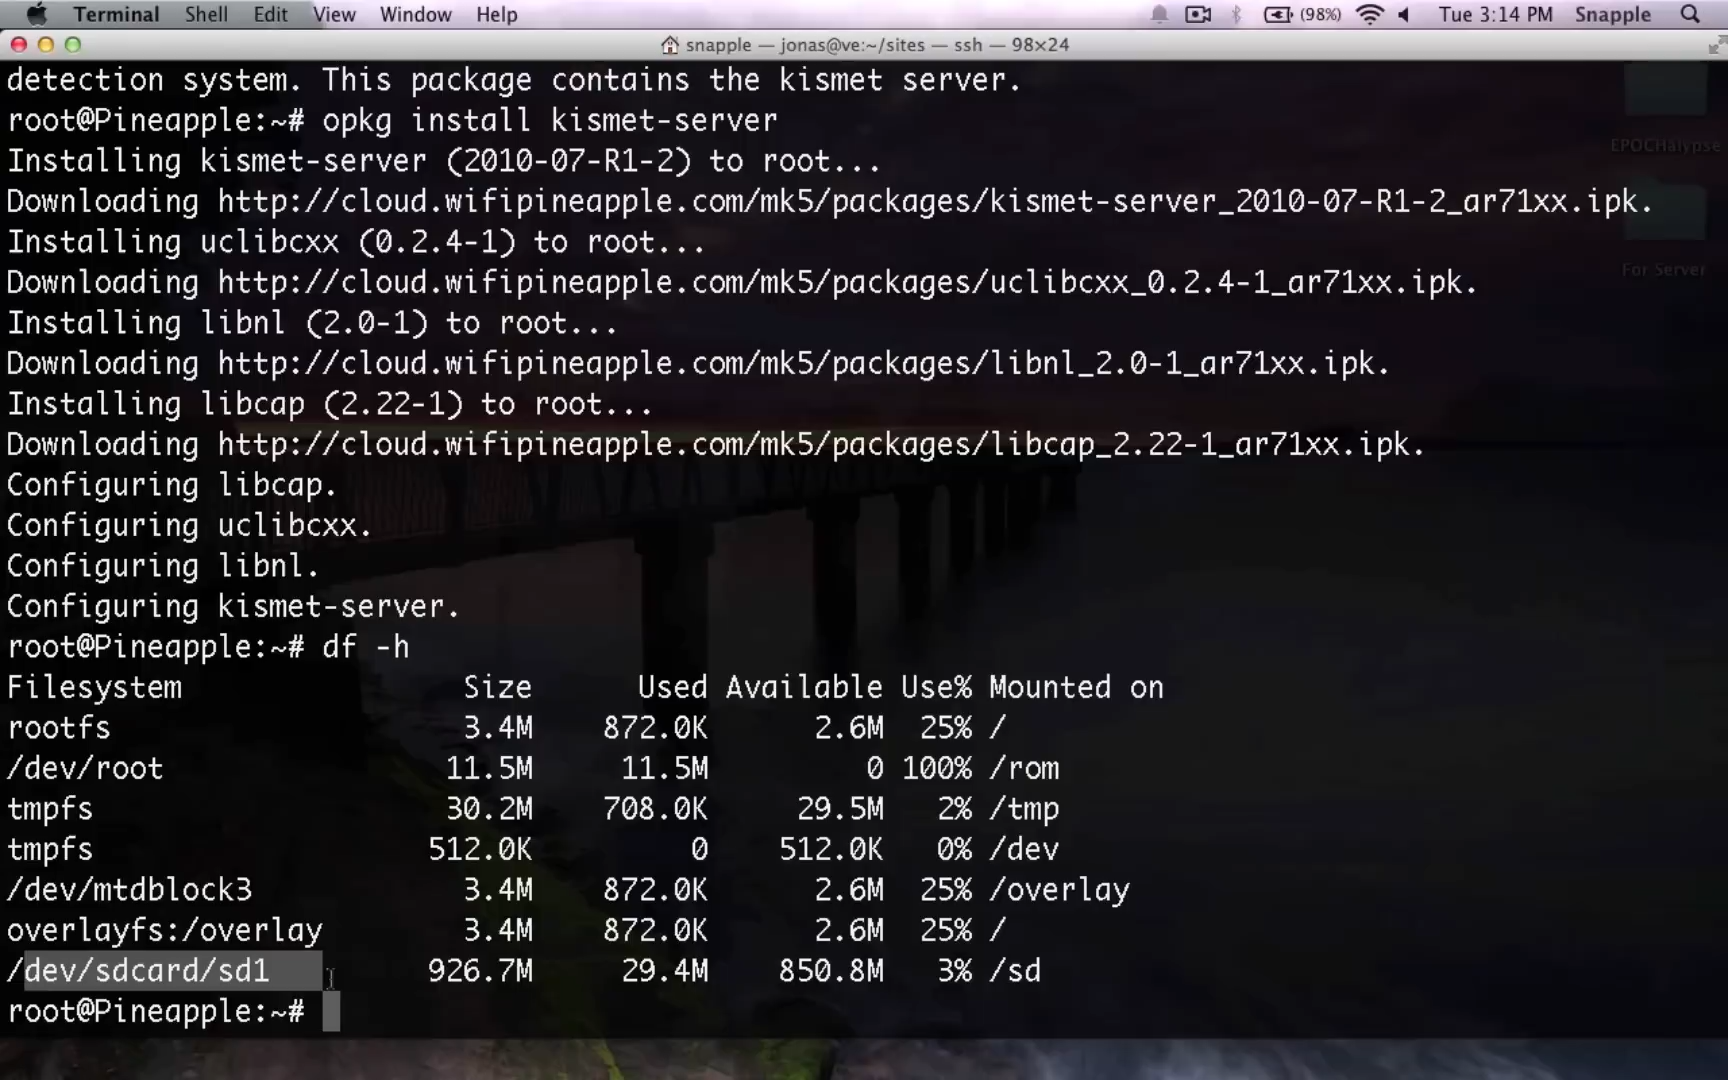 Terminal Shell Edit View Window Help (98%) Tue 3:14 PM Snapple
snapple — jonas@ve:~/sites — ssh — 98×24
detection system. This package contains the kismet server.
root@Pineapple:~# opkg install kismet-server
Installing kismet-server (2010-07-R1-2) to root...
Downloading http://cloud.wifipineapple.com/mk5/packages/kismet-server_2010-07-R1-2_ar71xx.ipk.
Installing uclibcxx (0.2.4-1) to root...
Downloading http://cloud.wifipineapple.com/mk5/packages/uclibcxx_0.2.4-1_ar71xx.ipk.
Installing libnl (2.0-1) to root...
Downloading http://cloud.wifipineapple.com/mk5/packages/libnl_2.0-1_ar71xx.ipk.
Installing libcap (2.22-1) to root...
Downloading http://cloud.wifipineapple.com/mk5/packages/libcap_2.22-1_ar71xx.ipk.
Configuring libcap.
Configuring uclibcxx.
Configuring libnl.
Configuring kismet-server.
root@Pineapple:~# df -h
Filesystem Size Used Available Use% Mounted on
rootfs 3.4M 872.0K 2.6M 25% /
/dev/root 11.5M 11.5M 0 100% /rom
tmpfs 30.2M 708.0K 29.5M 2% /tmp
tmpfs 512.0K 0 512.0K 0% /dev
/dev/mtdblock3 3.4M 872.0K 2.6M 25% /overlay
overlayfs:/overlay 3.4M 872.0K 2.6M 25% /
/dev/sdcard/sd1 926.7M 29.4M 850.8M 3% /sd
root@Pineapple:~#
EPOCHalypse
For Server